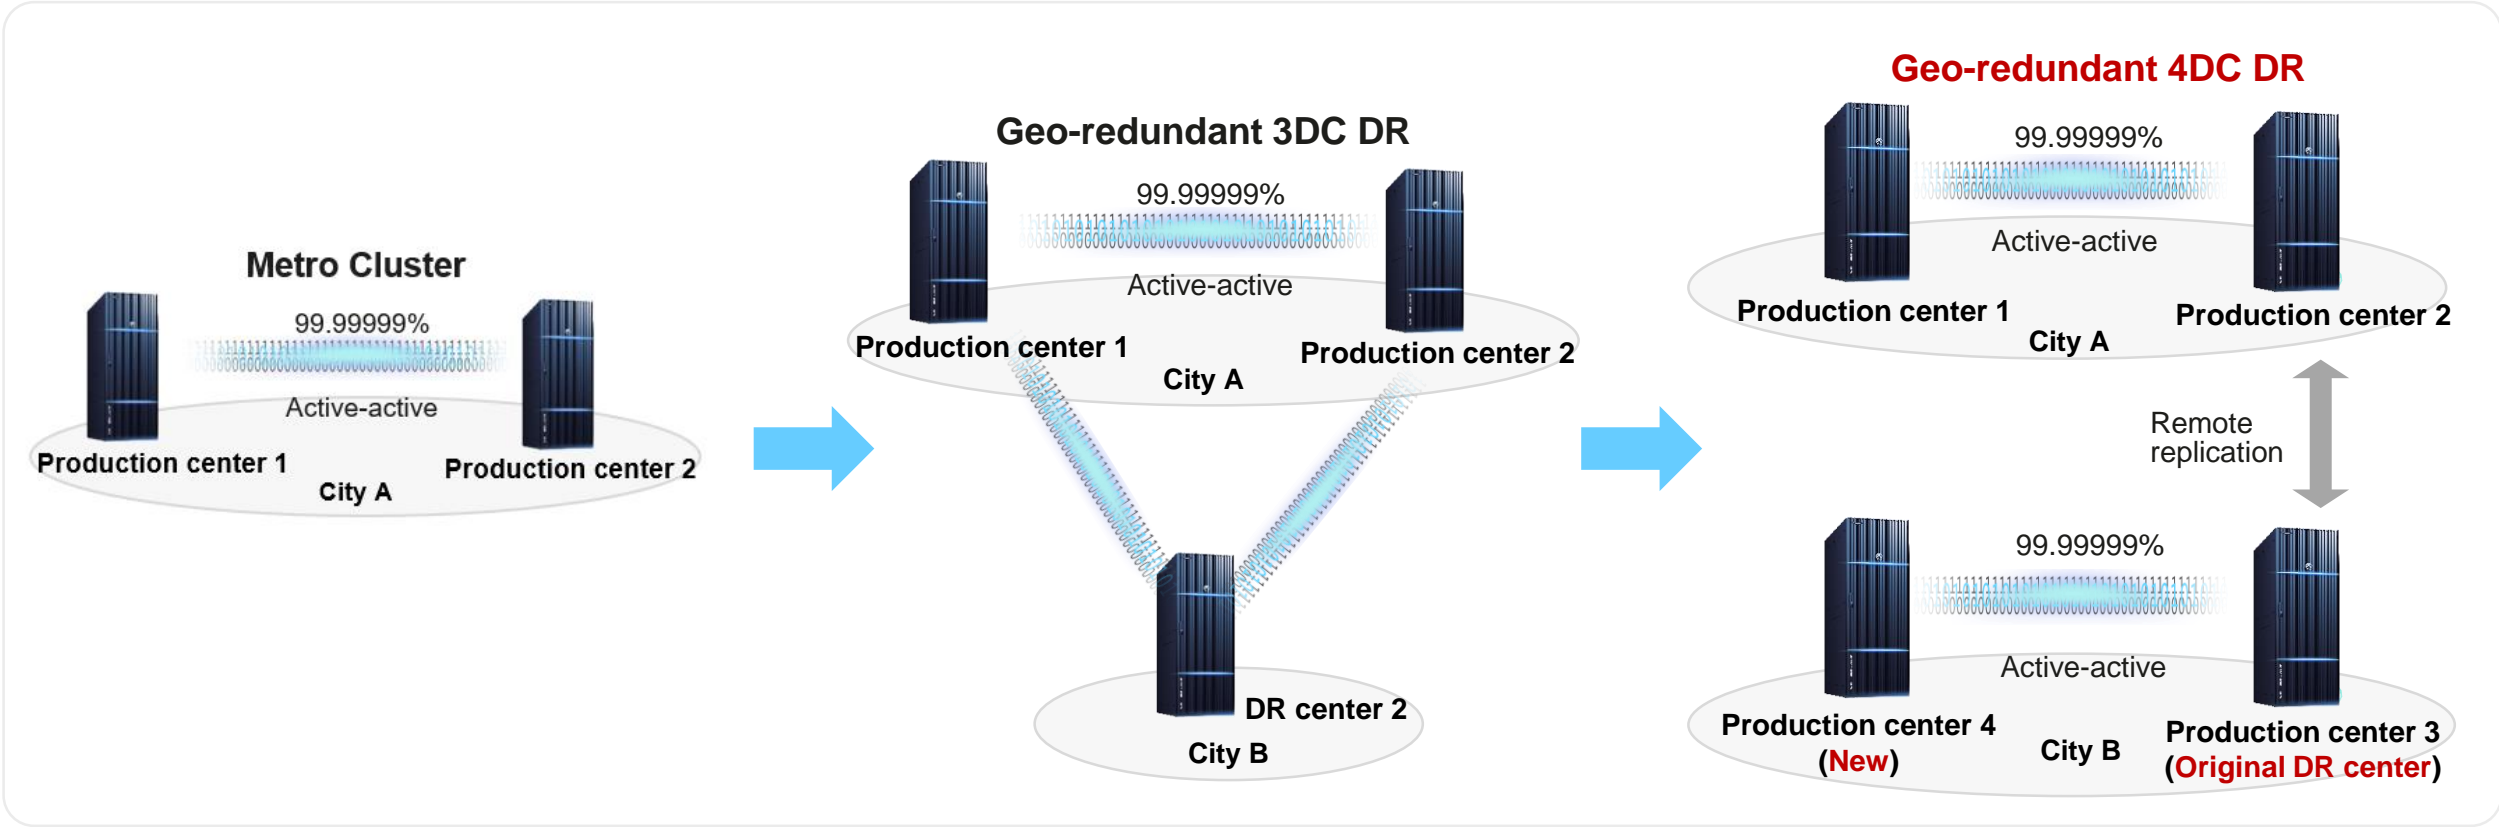 Metro Cluster
99.99999%
Active-active
Production center 1
Production center 2
City A
Geo-redundant 3DC DR
99.99999%
Active-active
Production center 1
Production center 2
City A
DR center 2
City B
Geo-redundant 4DC DR
99.99999%
Active-active
Production center 1
Production center 2
City A
Remote
replication
99.99999%
Active-active
Production center 4
(New)
City B
Production center 3
(Original DR center)